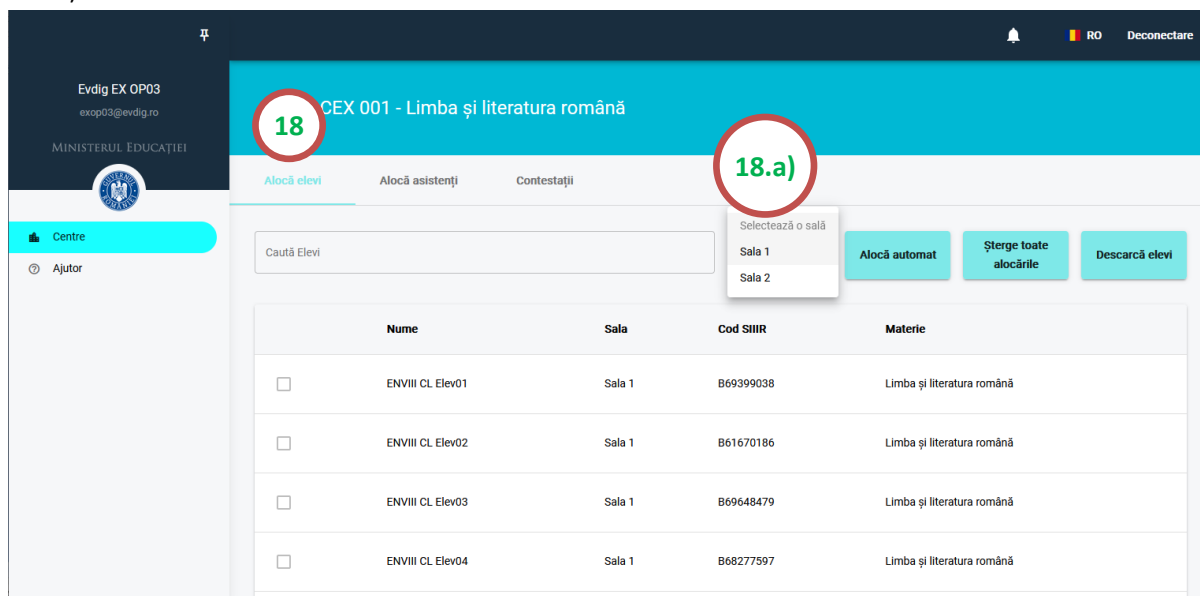 RO Deconectare
Evdig EX OP03
exop03@evdig.ro
MINISTERUL EDUCAȚIEI
GUVERNUL ROMÂNIEI
Centre
Ajutor
CEX 001 - Limba și literatura română
18
18.a)
Alocă elevi Alocă asistenți Contestații
Caută Elevi
Selectează o sală
Sala 1
Sala 2
Alocă automat
Șterge toate
alocările
Descarcă elevi
Nume Sala Cod SIIIR Materie
ENVIII CL Elev01 Sala 1 B69399038 Limba și literatura română
ENVIII CL Elev02 Sala 1 B61670186 Limba și literatura română
ENVIII CL Elev03 Sala 1 B69648479 Limba și literatura română
ENVIII CL Elev04 Sala 1 B68277597 Limba și literatura română